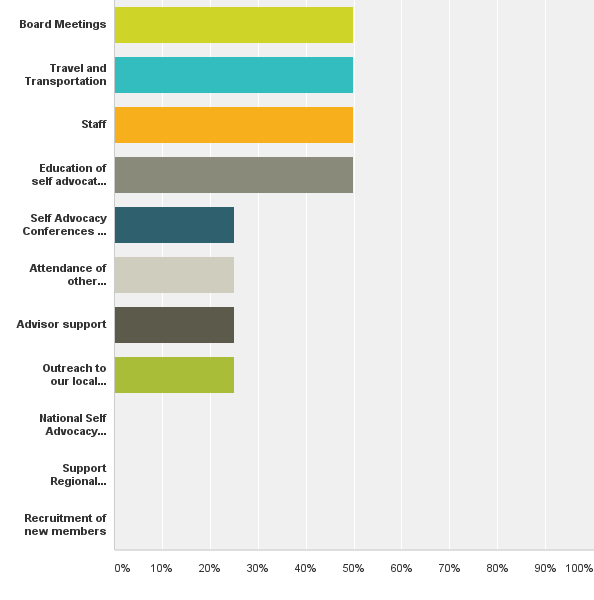 Board Meetings
Travel and
Transportation
Staff
Education of
self advocat...
Self Advocacy
Conferences ...
Attendance of
other...
Advisor support
Outreach to
our local...
National Self
Advocacy...
Support
Regional...
Recruitment of
new members
0% 10% 20% 30% 40% 50% 60% 70% 80% 90% 100%